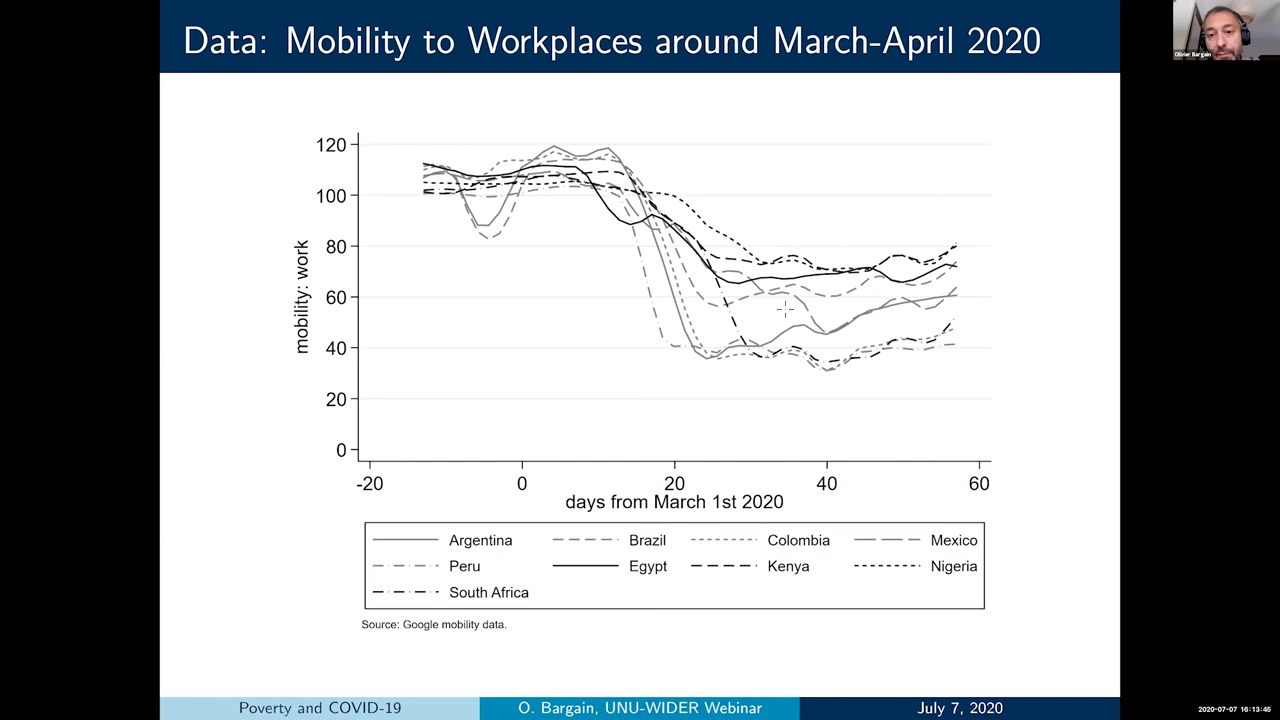 Data: Mobility to Workplaces around March-April 2020
Olivier Bargain
120
100
80
60
40
20
0
mobility: work
-20 0 20 40 60
days from March 1st 2020
Argentina Brazil Colombia Mexico
Peru Egypt Kenya Nigeria
South Africa
Source: Google mobility data.
Poverty and COVID-19 O. Bargain, UNU-WIDER Webinar July 7, 2020
2020-07-07 16:13:45